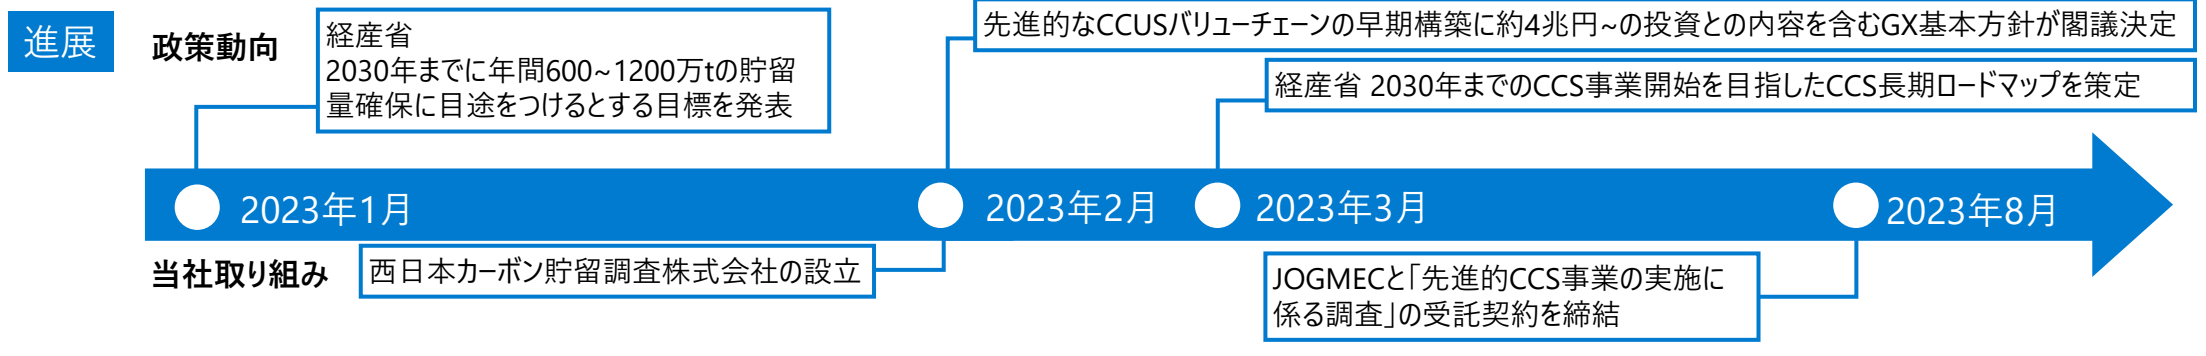 進展
政策動向
経産省
2030年までに年間600~1200万tの貯留
量確保に目途をつけるとする目標を発表
先進的なCCUSバリューチェーンの早期構築に約4兆円~の投資との内容を含むGX基本方針が閣議決定
経産省 2030年までのCCS事業開始を目指したCCS長期ロードマップを策定
2023年1月
2023年2月
2023年3月
2023年8月
当社取り組み
西日本カーボン貯留調査株式会社の設立
JOGMECと「先進的CCS事業の実施に
係る調査」の受託契約を締結